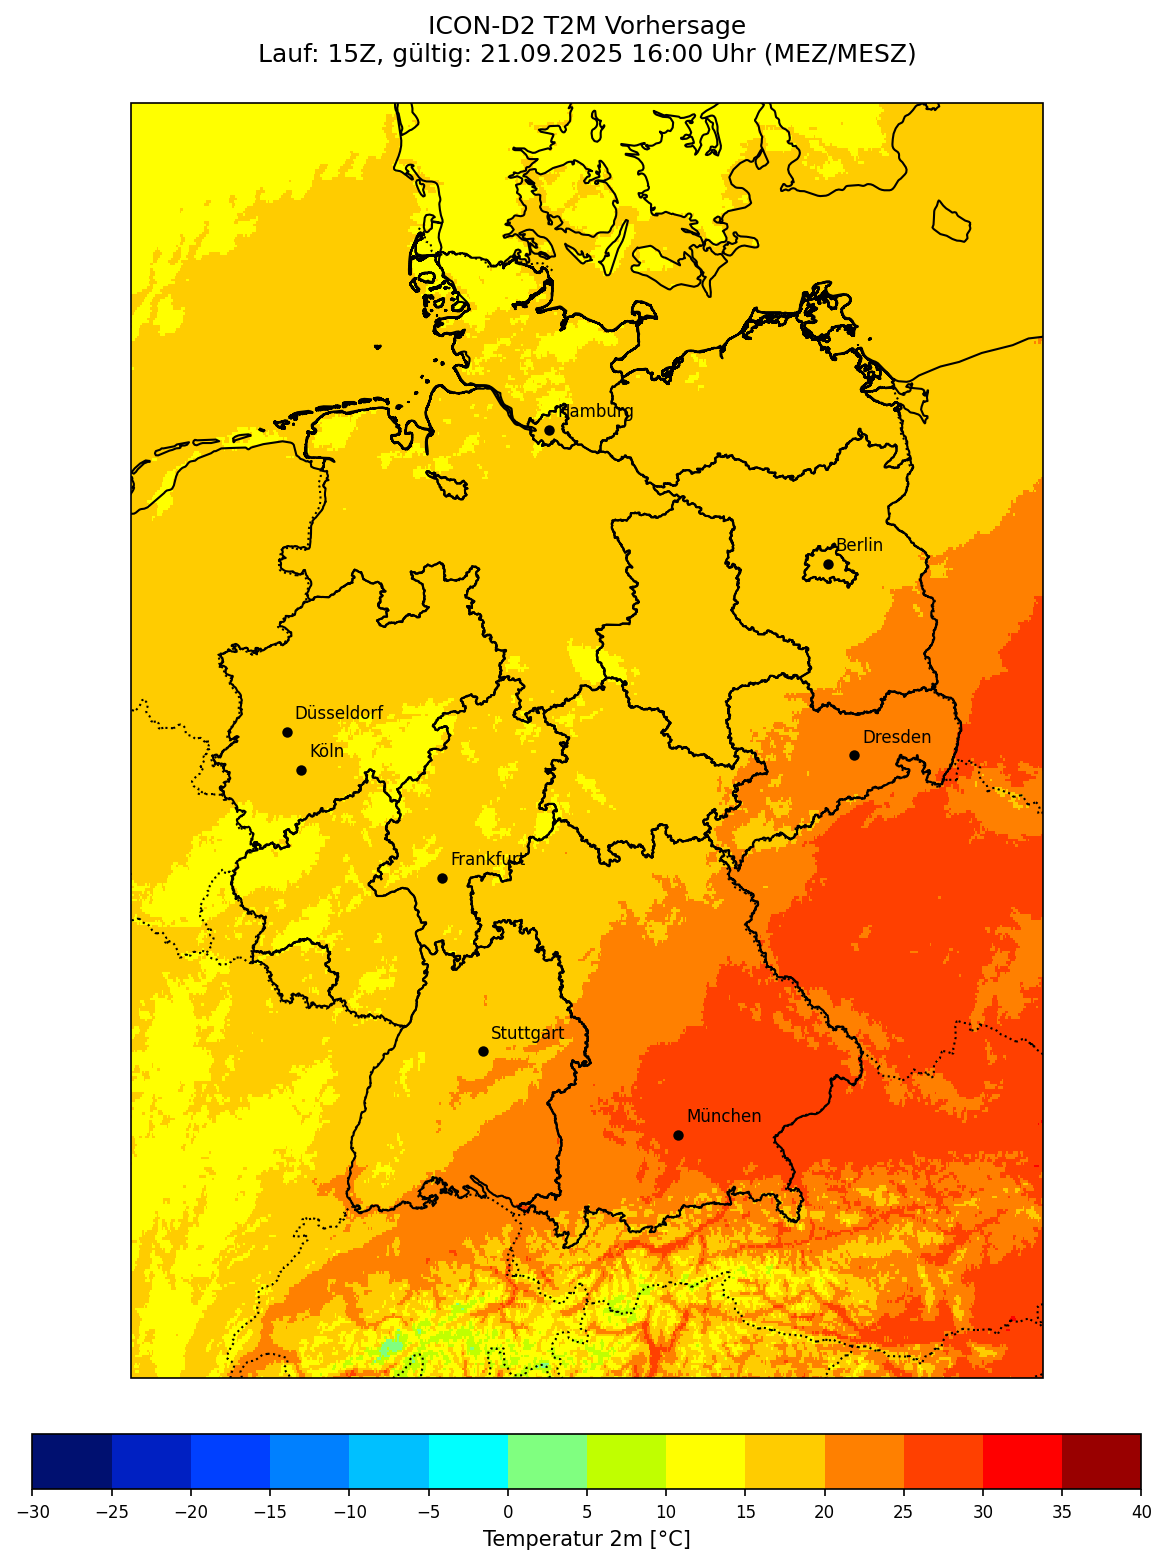 ICON-D2 T2M Vorhersage
Lauf: 15Z, gültig: 21.09.2025 16:00 Uhr (MEZ/MESZ)
Hamburg
Berlin
Düsseldorf
Dresden
Köln
Frankfurt
Stuttgart
München
−30 −25 −20 −15 −10 −5 0 5 10 15 20 25 30 35 40
Temperatur 2m [°C]